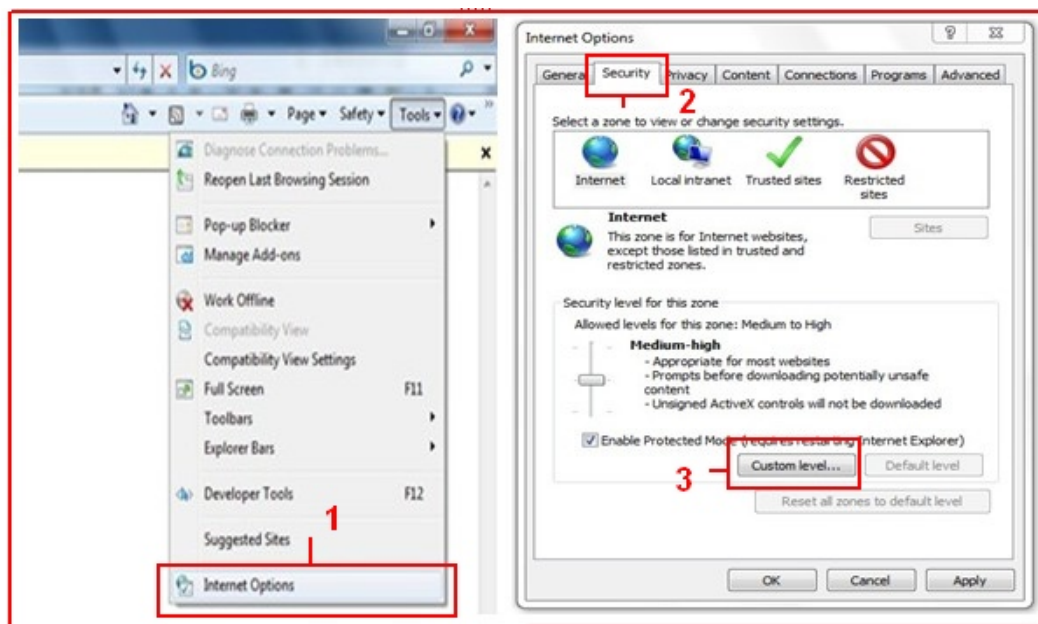 Bing
Page Safety Tools
Diagnose Connection Problems...
Reopen Last Browsing Session
Pop-up Blocker
Manage Add-ons
Work Offline
Compatibility View
Compatibility View Settings
Full Screen F11
Toolbars
Explorer Bars
Developer Tools F12
1
Suggested Sites
Internet Options
Internet Options
General Security Privacy Content Connections Programs Advanced
2
Select a zone to view or change security settings.
Internet Local intranet Trusted sites Restricted
sites
Internet
Sites
This zone is for Internet websites,
except those listed in trusted and
restricted zones.
Security level for this zone
Allowed levels for this zone: Medium to High
Medium-high
- Appropriate for most websites
- Prompts before downloading potentially unsafe
content
- Unsigned ActiveX controls will not be downloaded
Enable Protected Mode (requires restarting Internet Explorer)
3
Custom level... Default level
Reset all zones to default level
OK Cancel Apply